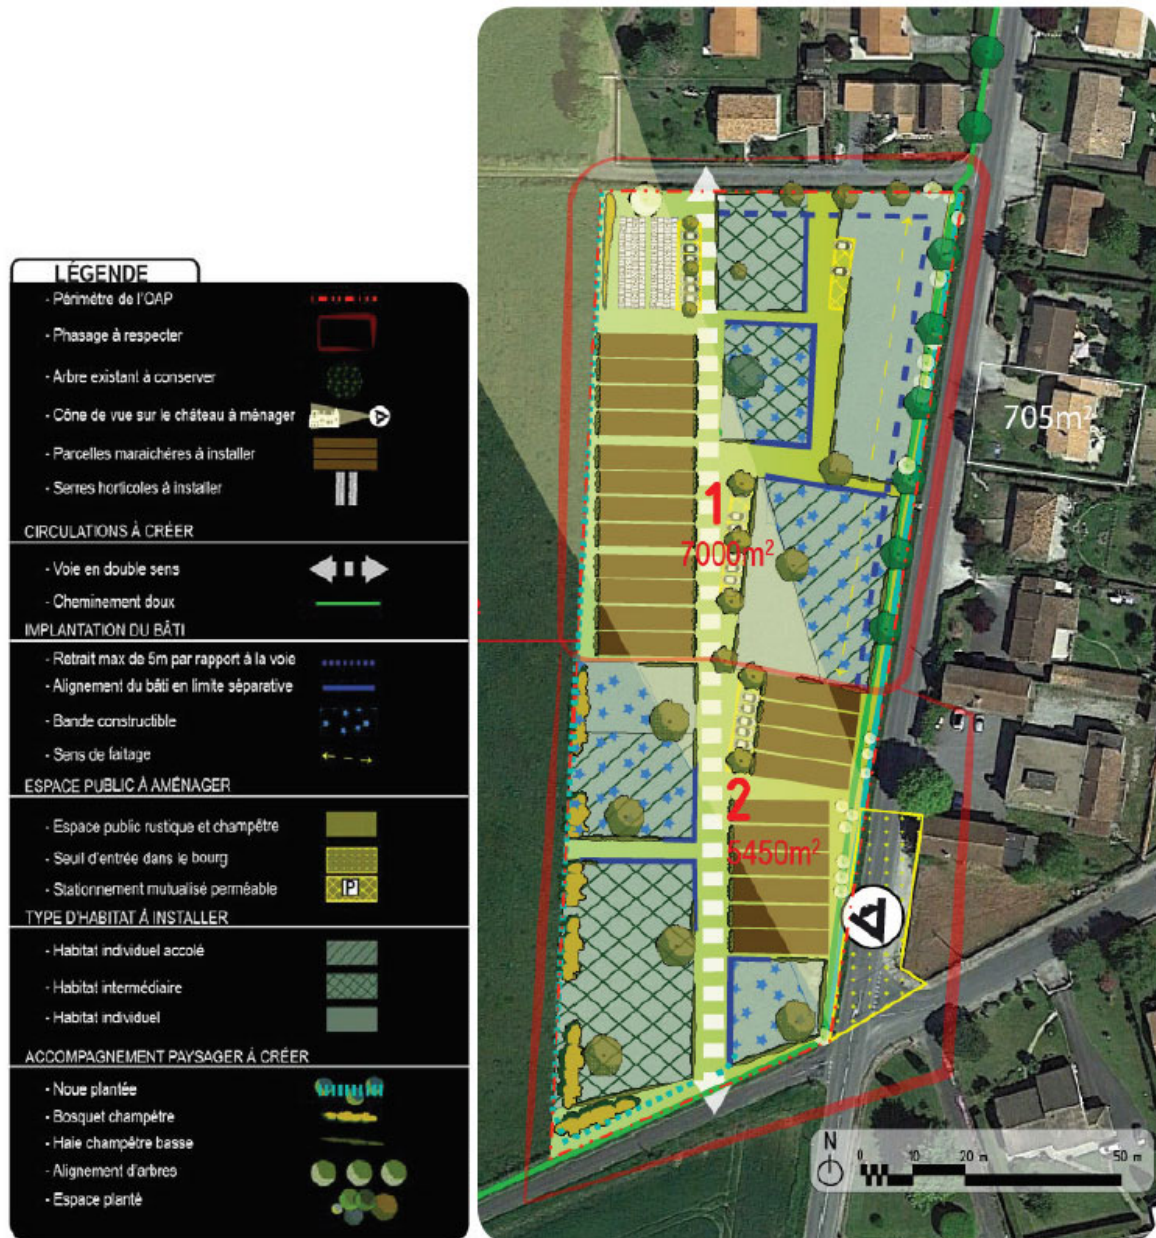 LÉGENDE
- Périmètre de l'OAP
- Phasage à respecter
- Arbre existant à conserver
- Cône de vue sur le château à ménager
- Parcelles maraichères à installer
- Serres horticoles à installer
CIRCULATIONS À CRÉER
- Voie en double sens
- Cheminement doux
IMPLANTATION DU BÂTI
- Retrait max de 5m par rapport à la voie
- Alignement du bâti en limite séparative
- Bande constructible
- Sens de faitage
ESPACE PUBLIC À AMÉNAGER
- Espace public rustique et champêtre
- Seuil d'entrée dans le bourg
- Stationnement mutualisé perméable
P
TYPE D'HABITAT À INSTALLER
- Habitat individuel accolé
- Habitat intermédiaire
- Habitat individuel
ACCOMPAGNEMENT PAYSAGER À CRÉER
- Noue plantée
- Bosquet champêtre
- Haie champêtre basse
- Alignement d'arbres
- Espace planté
705m²
1
7000m²
2
5450m²
N
0 10 20 m 50 m